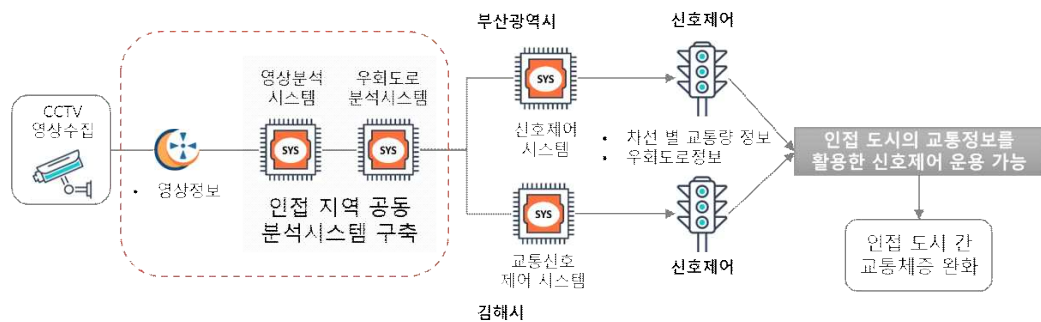 부산광역시
신호제어
영상분석
시스템
우회도로
분석시스템
CCTV
영상수집
SYS
SYS
SYS
신호제어
시스템
• 차선 별 교통량 정보
• 우회도로정보
인접 도시의 교통정보를
활용한 신호제어 운용 가능
• 영상정보
인접 지역 공동
분석시스템 구축
SYS
교통신호
제어 시스템
신호제어
인접 도시 간
교통체증 완화
김해시